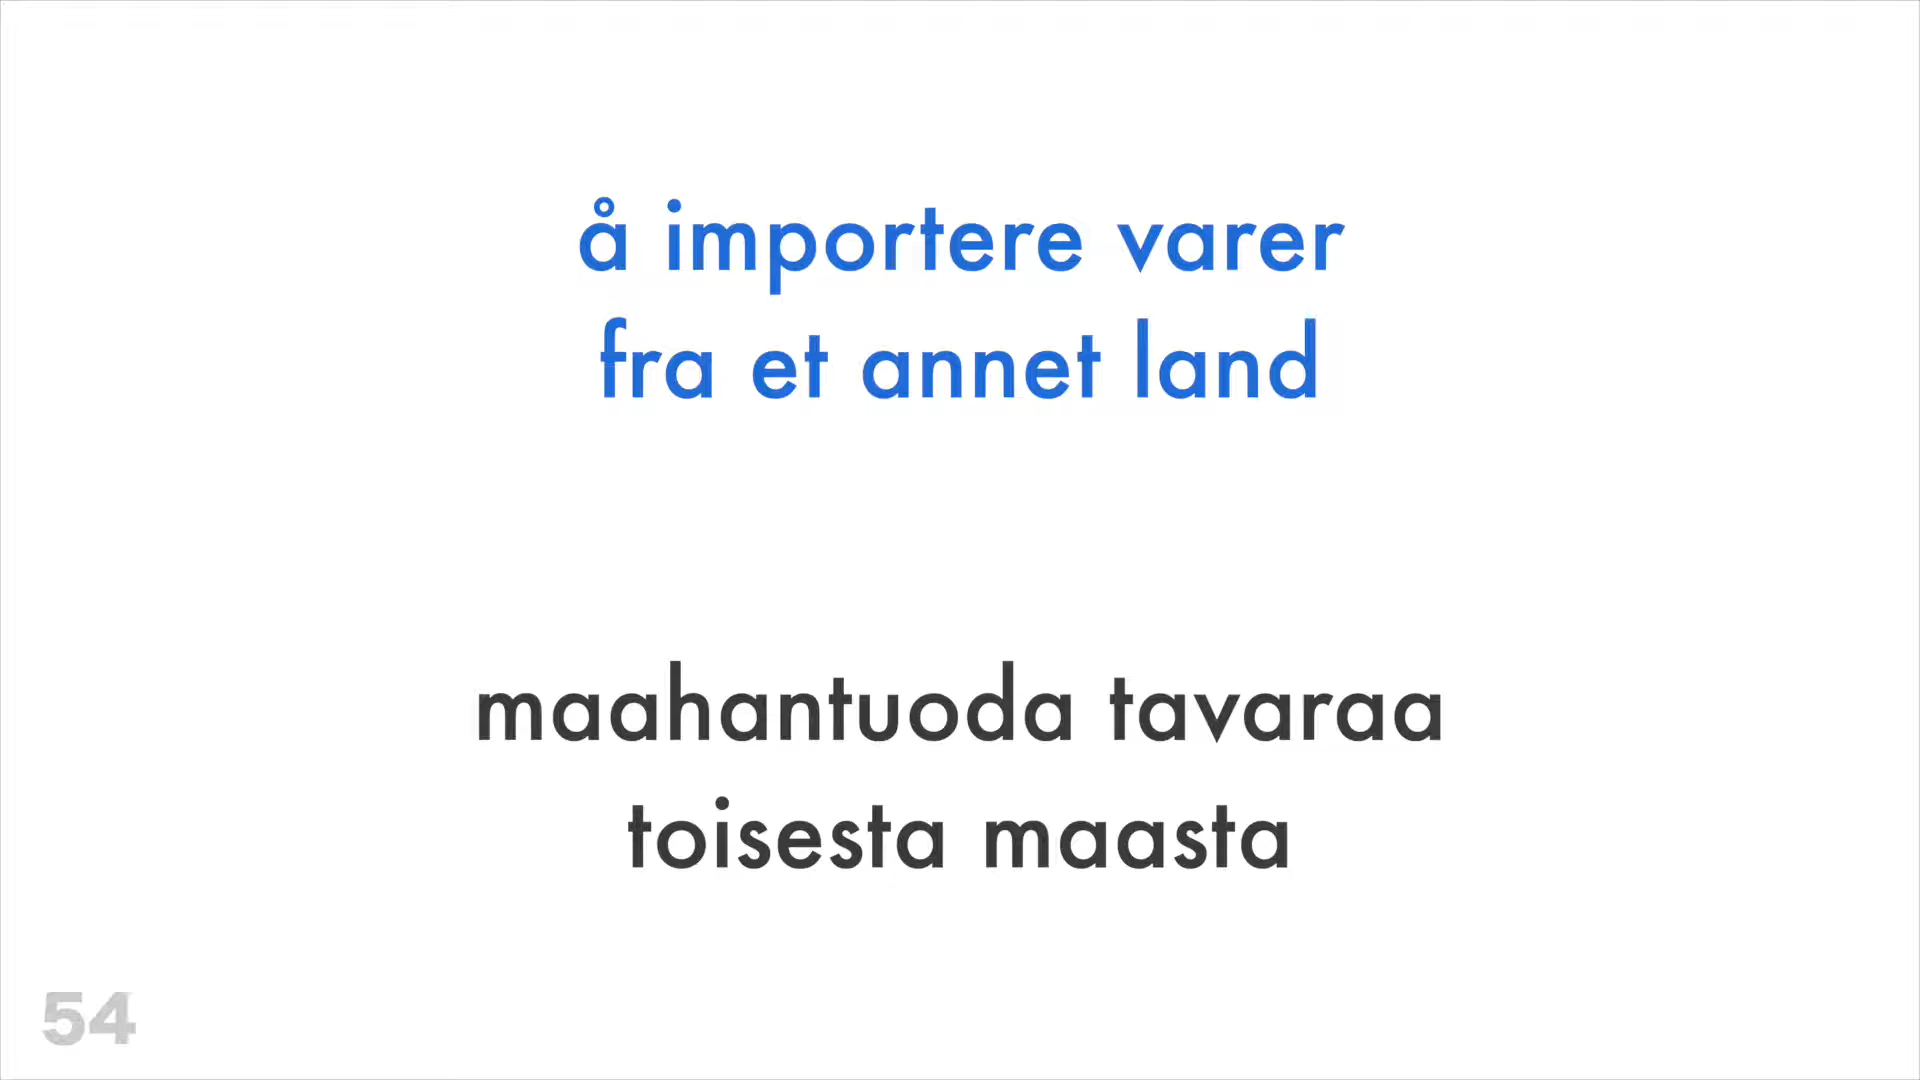 å importere varer
fra et annet land
maahantuoda tavaraa
toisesta maasta
54